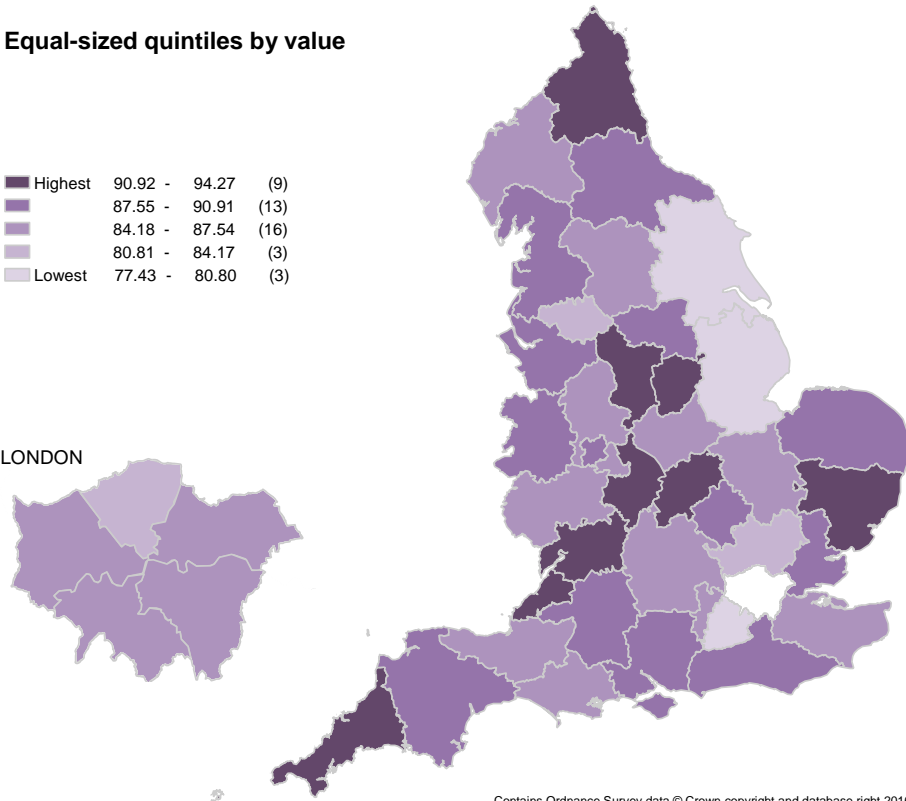 Equal-sized quintiles by value
Highest 90.92 - 94.27 (9)
87.55 - 90.91 (13)
84.18 - 87.54 (16)
80.81 - 84.17 (3)
Lowest 77.43 - 80.80 (3)
LONDON
Contains Ordnance Survey data © Crown copyright and database right